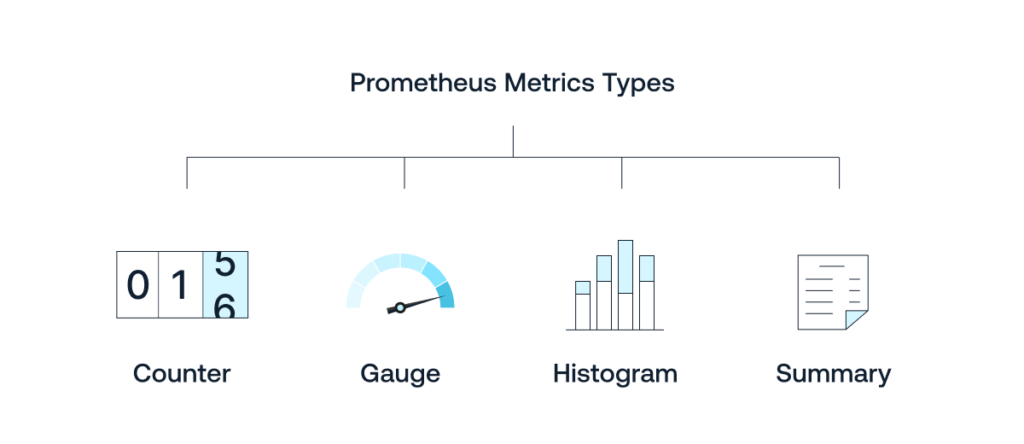 Prometheus Metrics Types
0 1 5
6
Counter
Gauge
Histogram
Summary